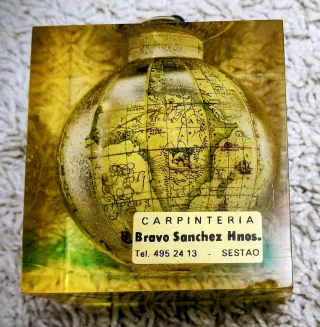 CARPINTERIA
Bravo Sanchez Hnos.
Tel. 495 24 13 - SESTAO